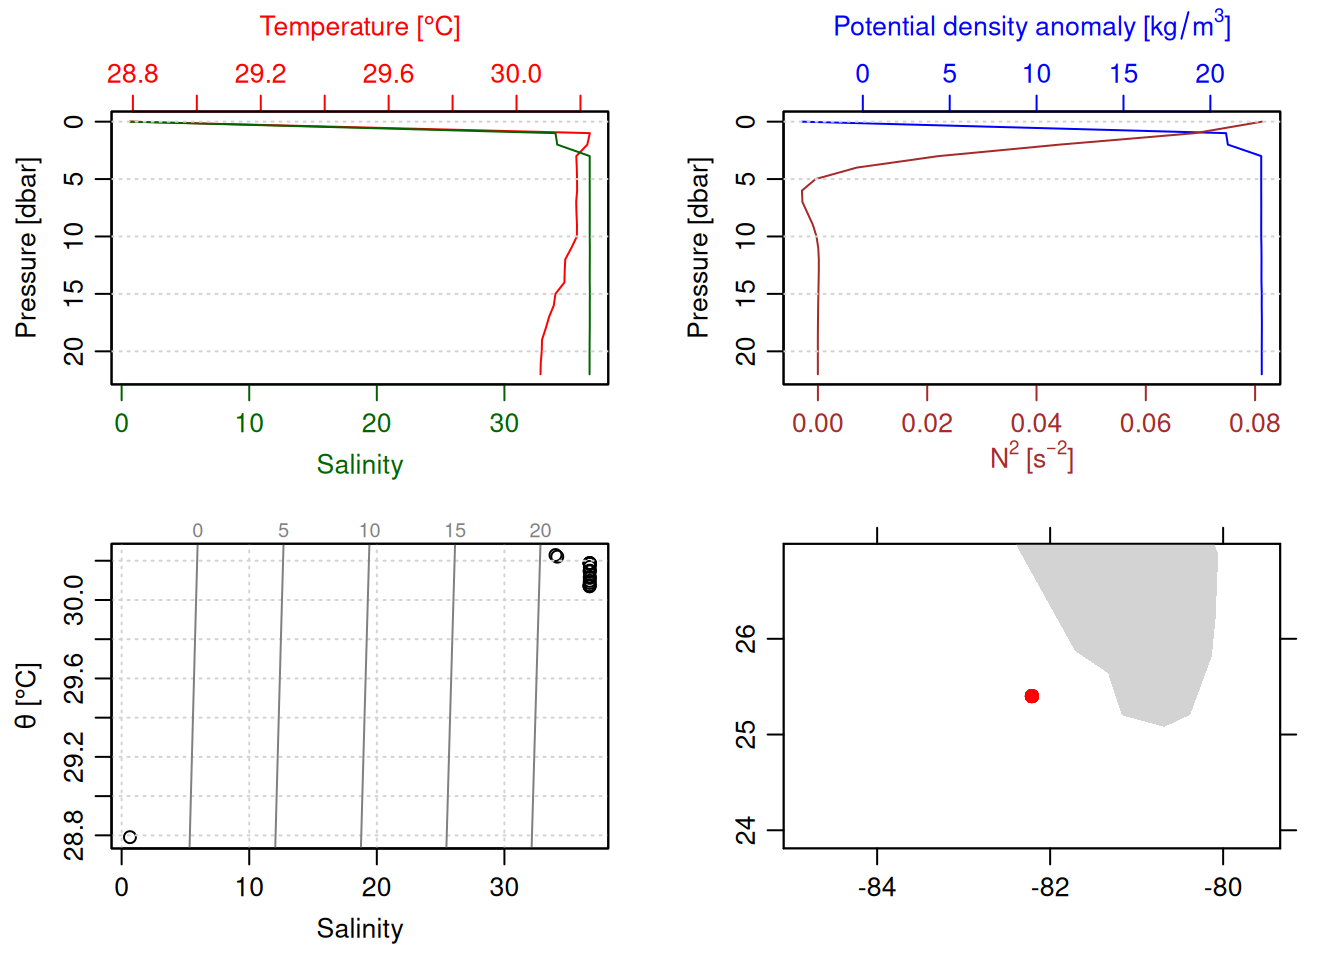 Temperature [°C]
28.8 29.2 29.6 30.0
Pressure [dbar]
0 5 10 15 20
0 10 20 30
Salinity
Potential density anomaly [kg/m³]
0 5 10 15 20
Pressure [dbar]
0 5 10 15 20
0.00 0.02 0.04 0.06 0.08
N² [s⁻²]
0 5 10 15 20
θ [°C]
28.8 29.2 29.6 30.0
0 10 20 30
Salinity
24 25 26
-84 -82 -80